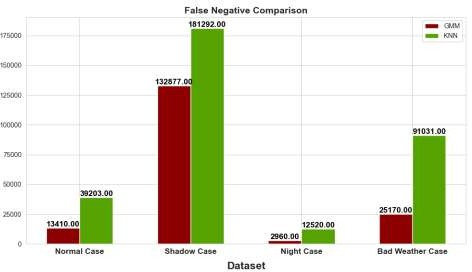 False Negative Comparison
GMM
KNN
175000
150000
125000
100000
75000
50000
25000
0
13410.00
39203.00
132877.00
181292.00
2960.00
12520.00
25170.00
91031.00
Normal Case
Shadow Case
Night Case
Bad Weather Case
Dataset